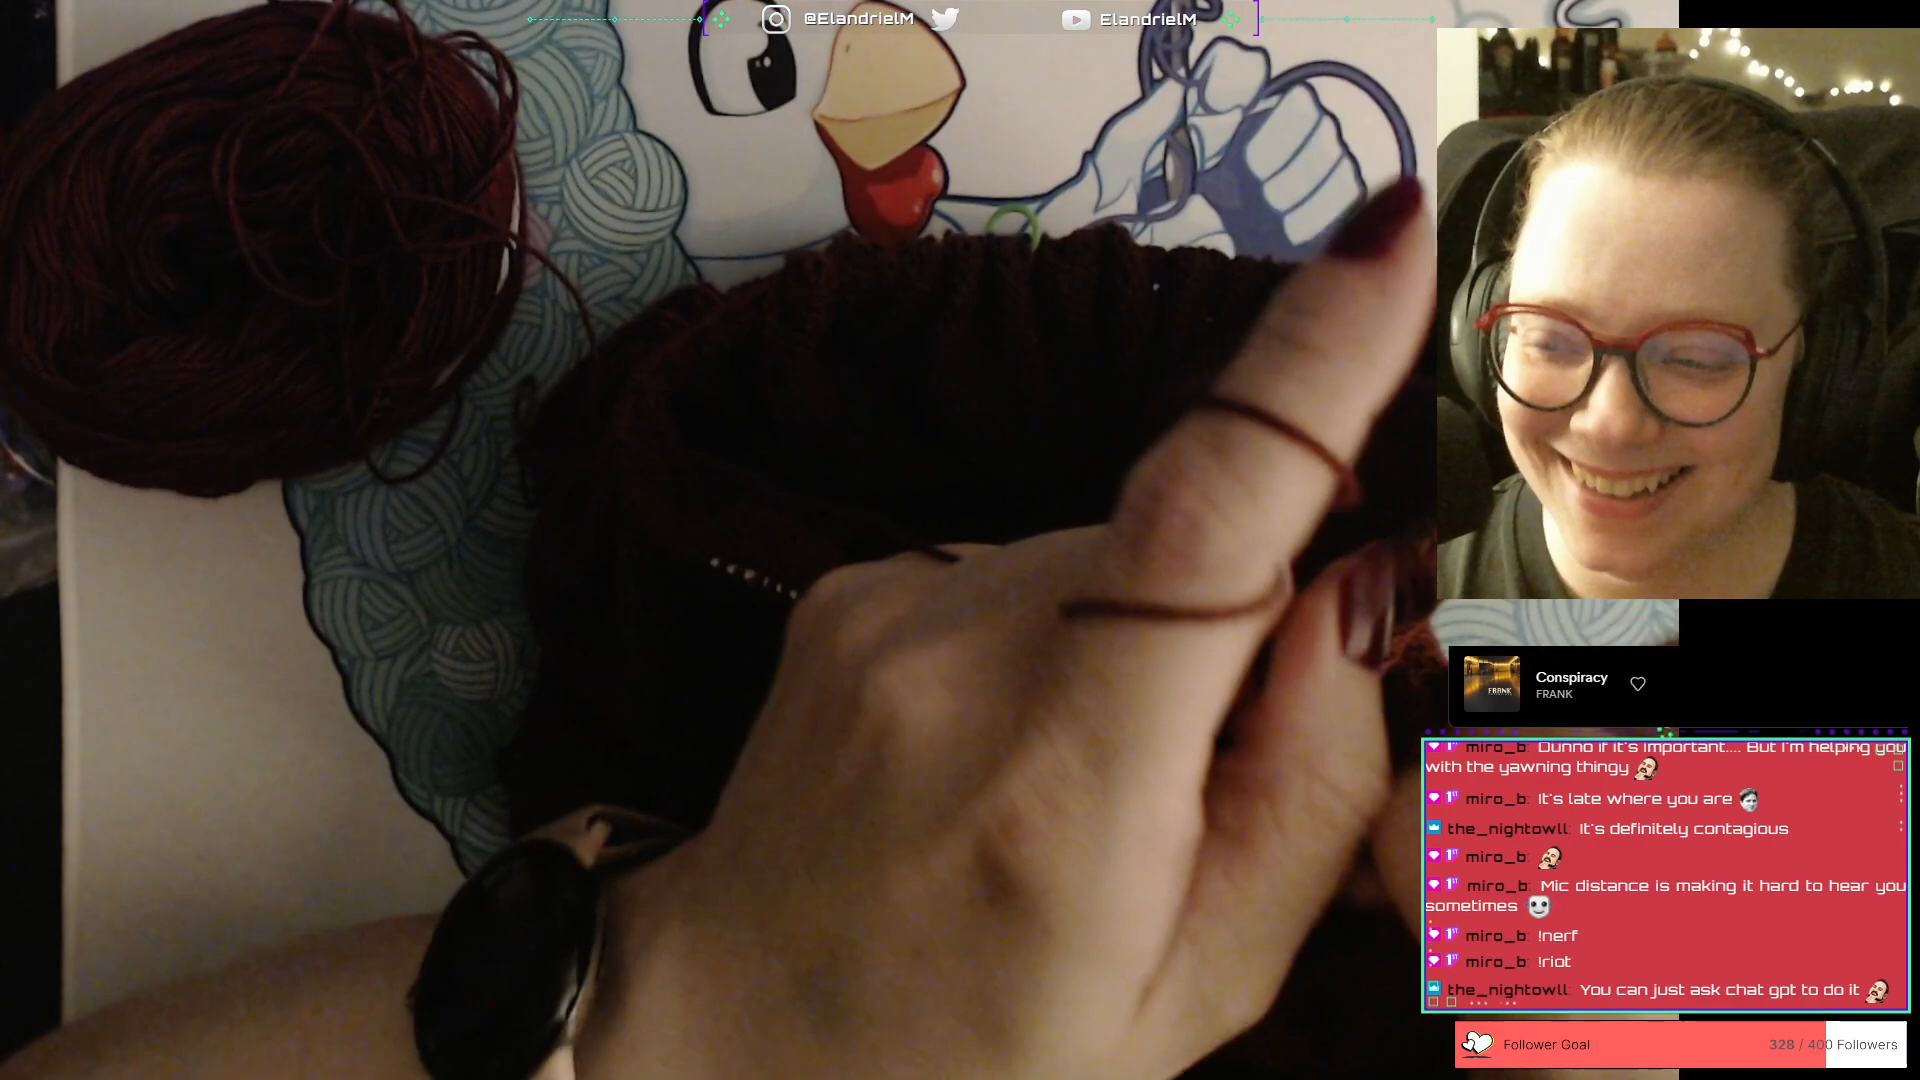 @ElandrielM
ElandrielM
Conspiracy
FRANK
miro_b: Dunno if it's important.... But I'm helping you
with the yawning thingy
miro_b: It's late where you are
the_nightowll: It's definitely contagious
miro_b:
miro_b: Mic distance is making it hard to hear you
sometimes
miro_b: !nerf
miro_b: !riot
the_nightowll: You can just ask chat gpt to do it
Follower Goal
328 / 400 Followers